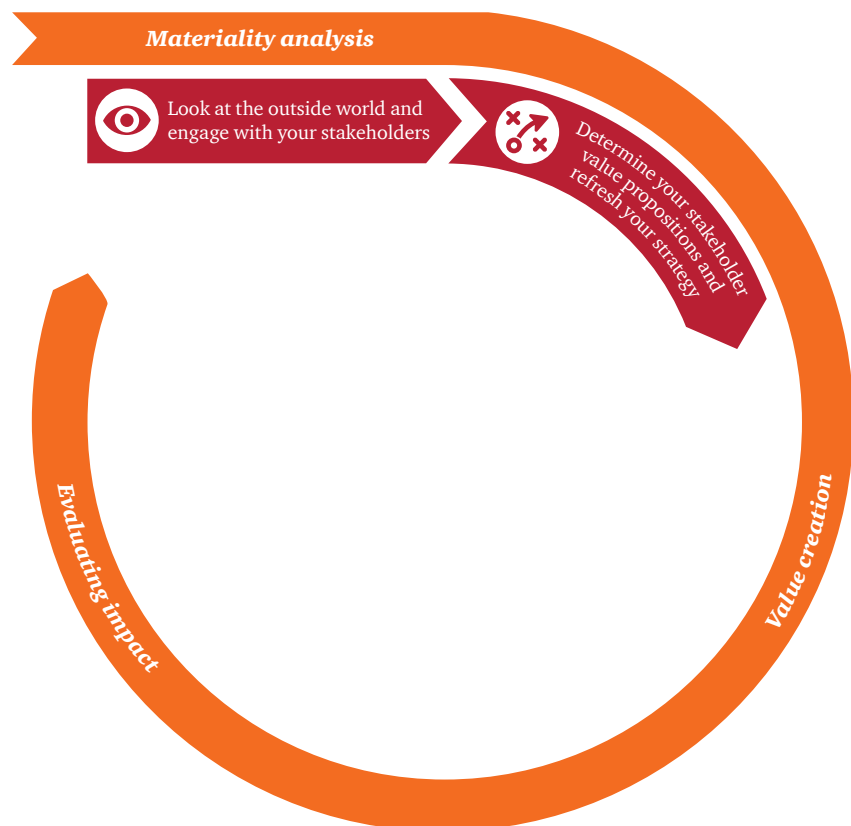 Materiality analysis
Look at the outside world and
engage with your stakeholders
Determine your stakeholder
value propositions and
refresh your strategy
Value creation
Evaluating impact